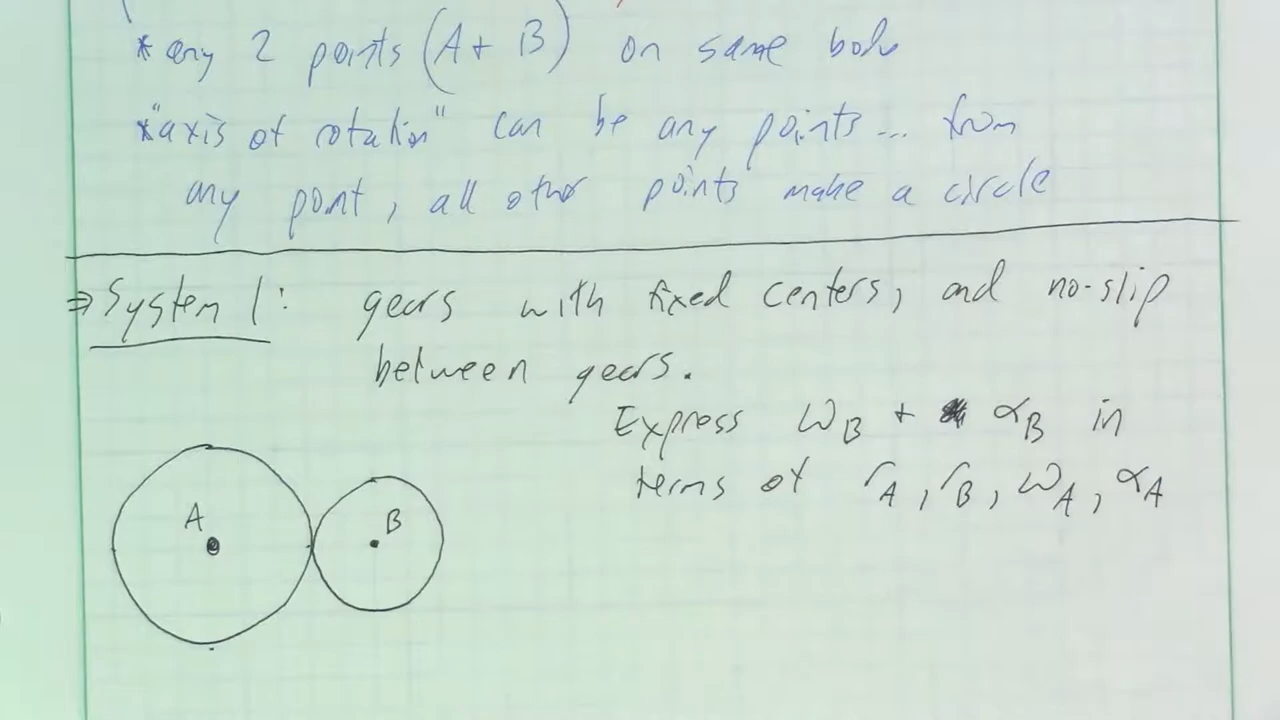 * any 2 points (A + B) on same body
* "axis of rotation" can be any points... from
any point, all other points make a circle
⇒ System 1: gears with fixed centers, and no-slip
between gears.
Express ω_B + α_B in
terms of r_A, r_B, ω_A, α_A
A B